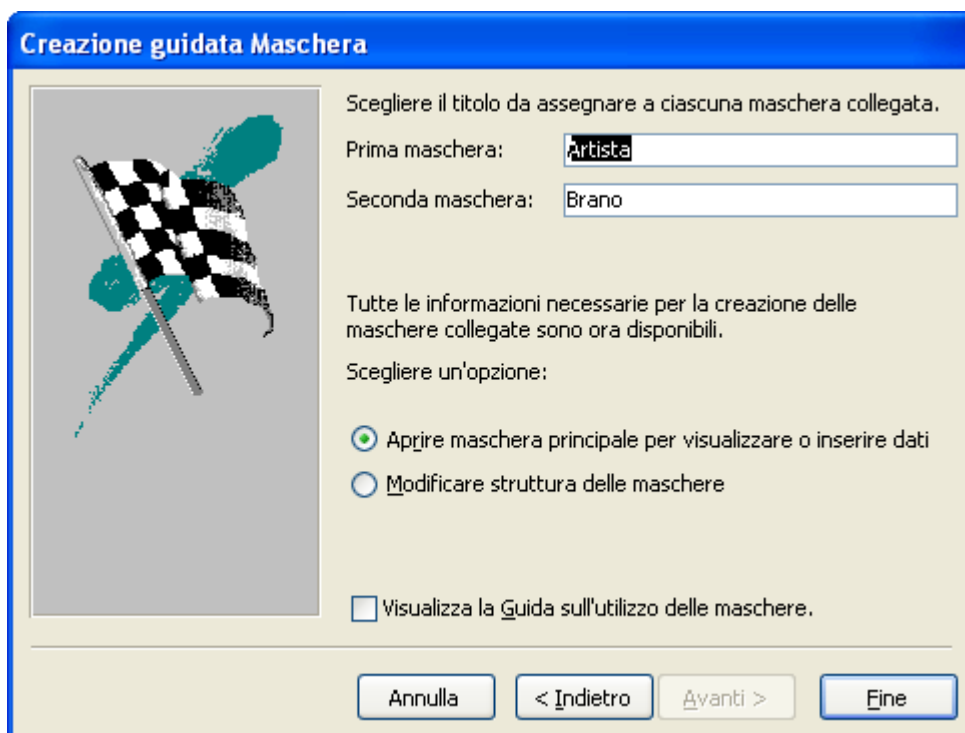 Creazione guidata Maschera
Scegliere il titolo da assegnare a ciascuna maschera collegata.
Prima maschera: Artista
Seconda maschera: Brano
Tutte le informazioni necessarie per la creazione delle
maschere collegate sono ora disponibili.
Scegliere un'opzione:
Aprire maschera principale per visualizzare o inserire dati
Modificare struttura delle maschere
Visualizza la Guida sull'utilizzo delle maschere.
Annulla < Indietro Avanti > Fine